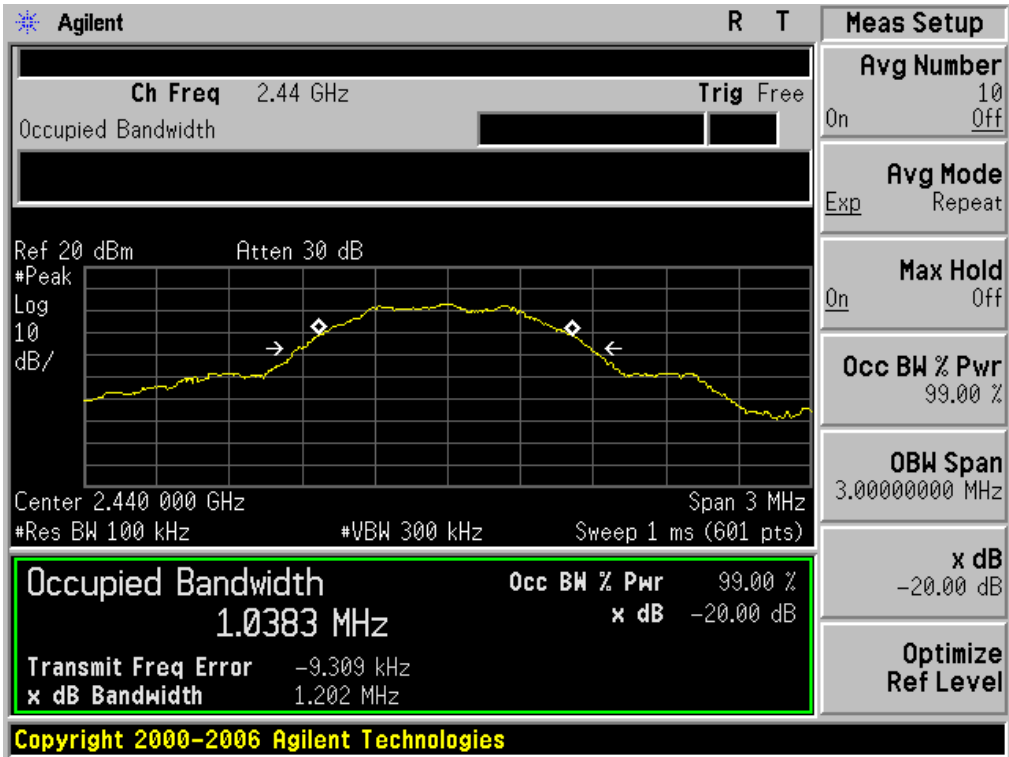 Agilent R T
Ch Freq 2.44 GHz Trig Free
Occupied Bandwidth
Ref 20 dBm Atten 30 dB
#Peak
Log
10
dB/
Center 2.440 000 GHz Span 3 MHz
#Res BW 100 kHz #VBW 300 kHz Sweep 1 ms (601 pts)
Occupied Bandwidth
1.0383 MHz
Occ BW % Pwr 99.00 %
x dB -20.00 dB
Transmit Freq Error -9.309 kHz
x dB Bandwidth 1.202 MHz
Copyright 2000-2006 Agilent Technologies
Meas Setup
Avg Number
10
On Off
Avg Mode
Exp Repeat
Max Hold
On Off
Occ BW % Pwr
99.00 %
OBW Span
3.00000000 MHz
x dB
-20.00 dB
Optimize
Ref Level